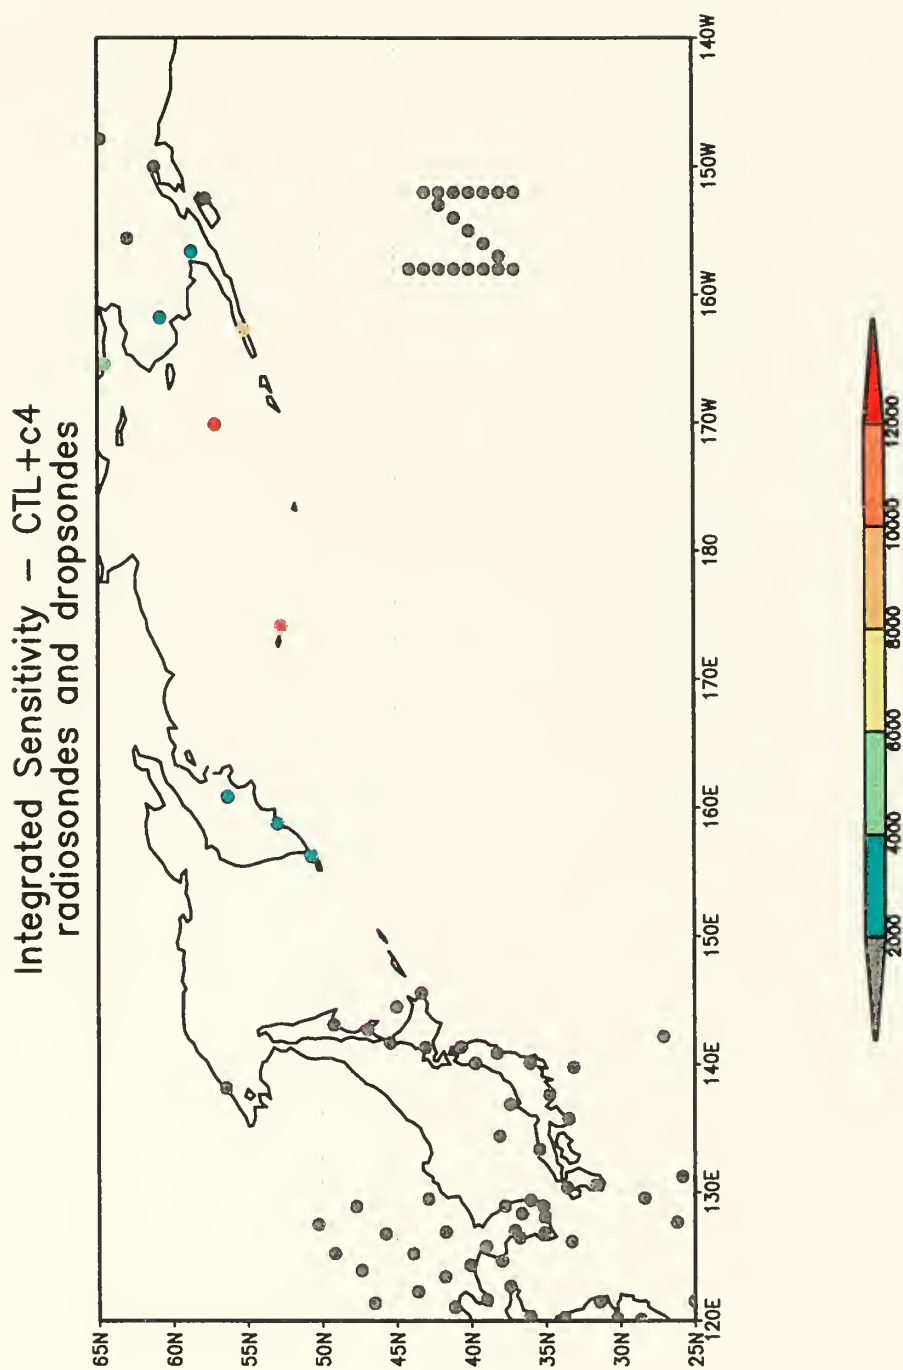 Integrated Sensitivity - CTL+c4
radiosondes and dropsondes
65N
60N
55N
50N
45N
40N
35N
30N
25N
120E
130E
140E
150E
160E
170E
180
170W
160W
150W
140W
2000
4000
6000
8000
10000
12000